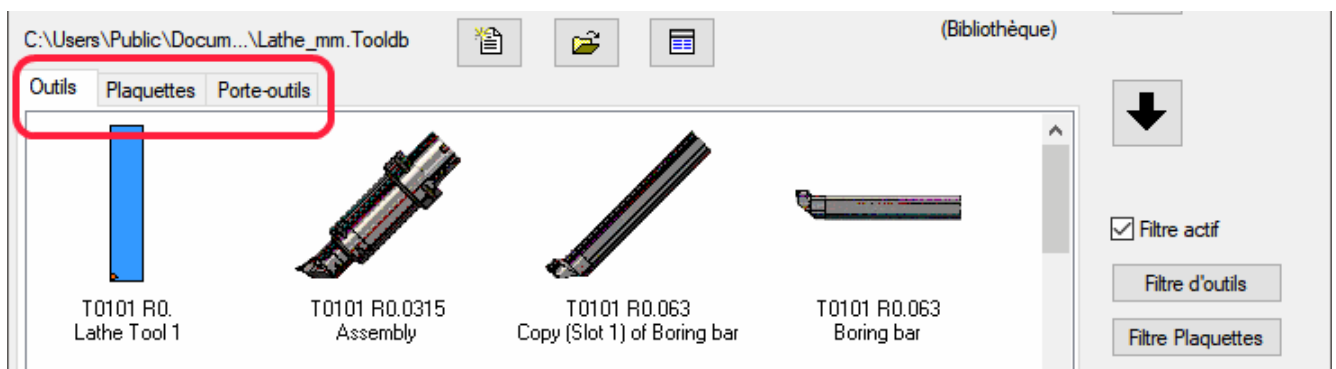 C:\Users\Public\Docum...\Lathe_mm.Tooldb
(Bibliothèque)
Outils Plaquettes Porte-outils
T0101 R0.
Lathe Tool 1
T0101 R0.0315
Assembly
T0101 R0.063
Copy (Slot 1) of Boring bar
T0101 R0.063
Boring bar
Filtre actif
Filtre d'outils
Filtre Plaquettes